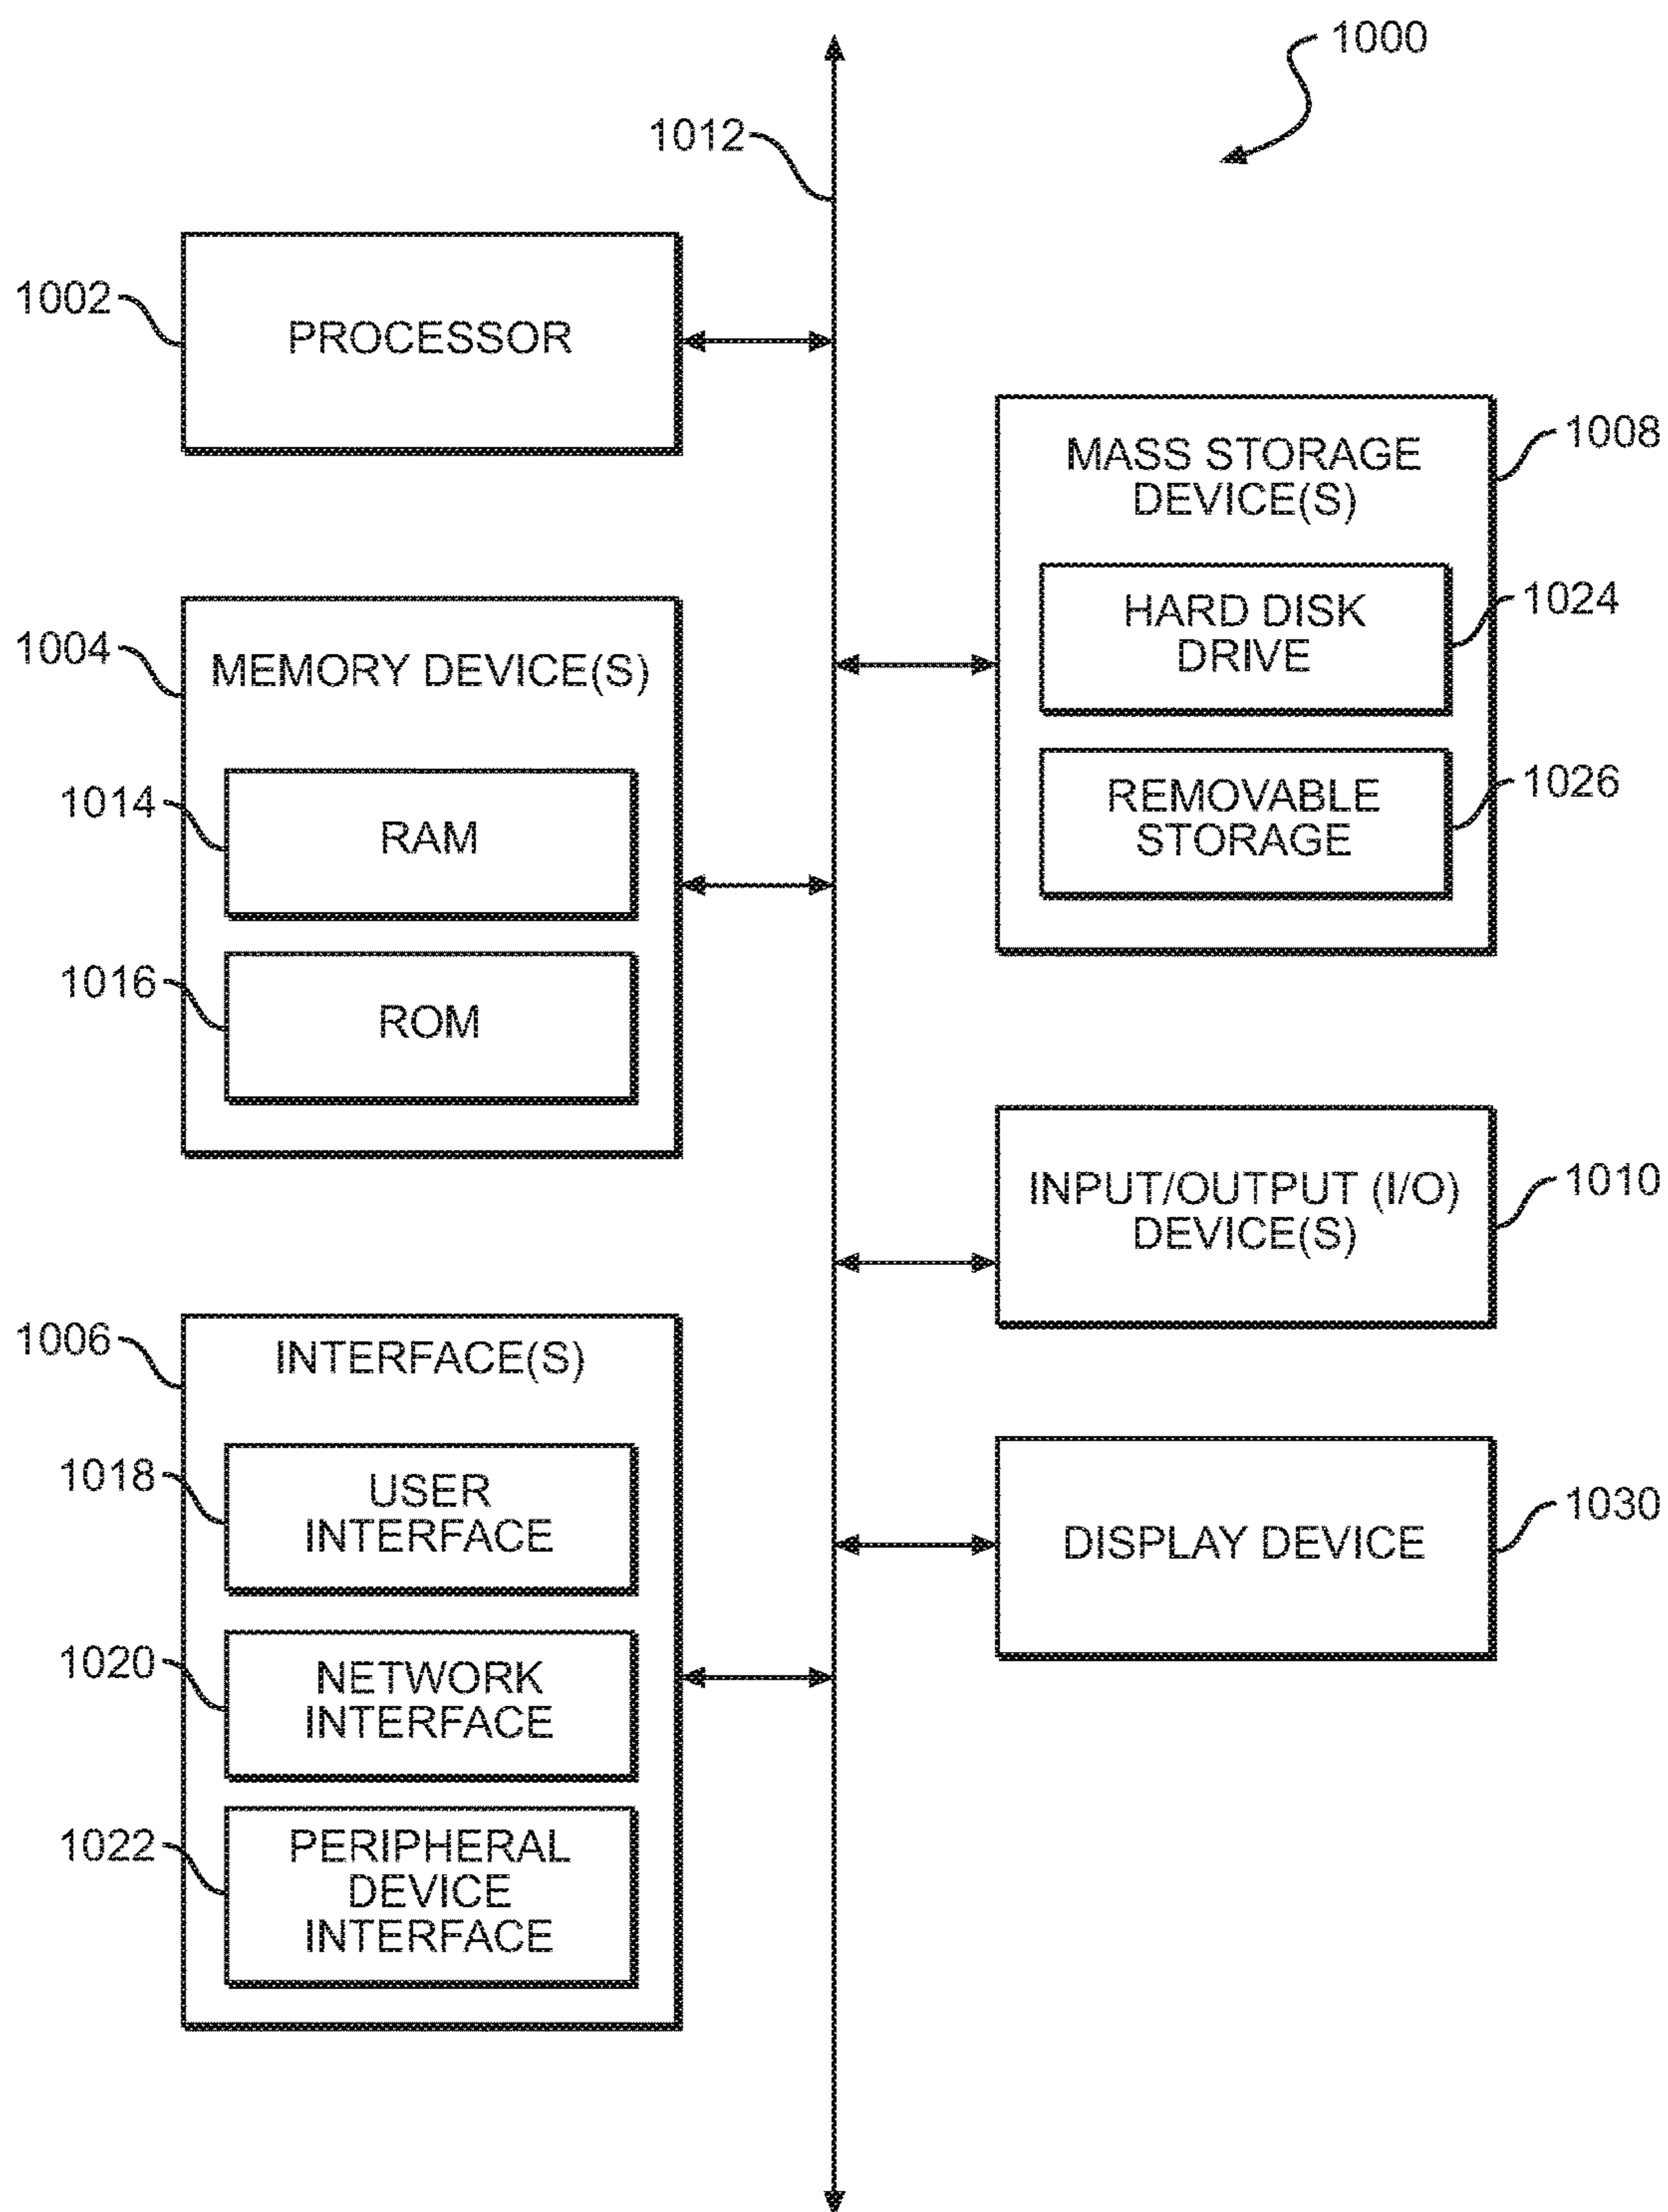 1000
1012
1002
PROCESSOR
1004
MEMORY DEVICE(S)
1014
RAM
1016
ROM
1006
INTERFACE(S)
1018
USER
INTERFACE
1020
NETWORK
INTERFACE
1022
PERIPHERAL
DEVICE
INTERFACE
MASS STORAGE
DEVICE(S)
1008
HARD DISK
DRIVE
1024
REMOVABLE
STORAGE
1026
INPUT/OUTPUT (I/O)
DEVICE(S)
1010
DISPLAY DEVICE
1030